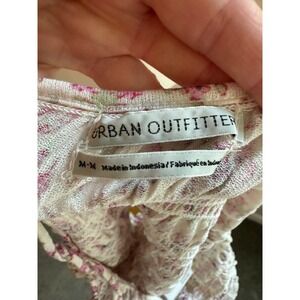 URBAN OUTFITTER
M-M Made in Indonesia / Fabriqué en